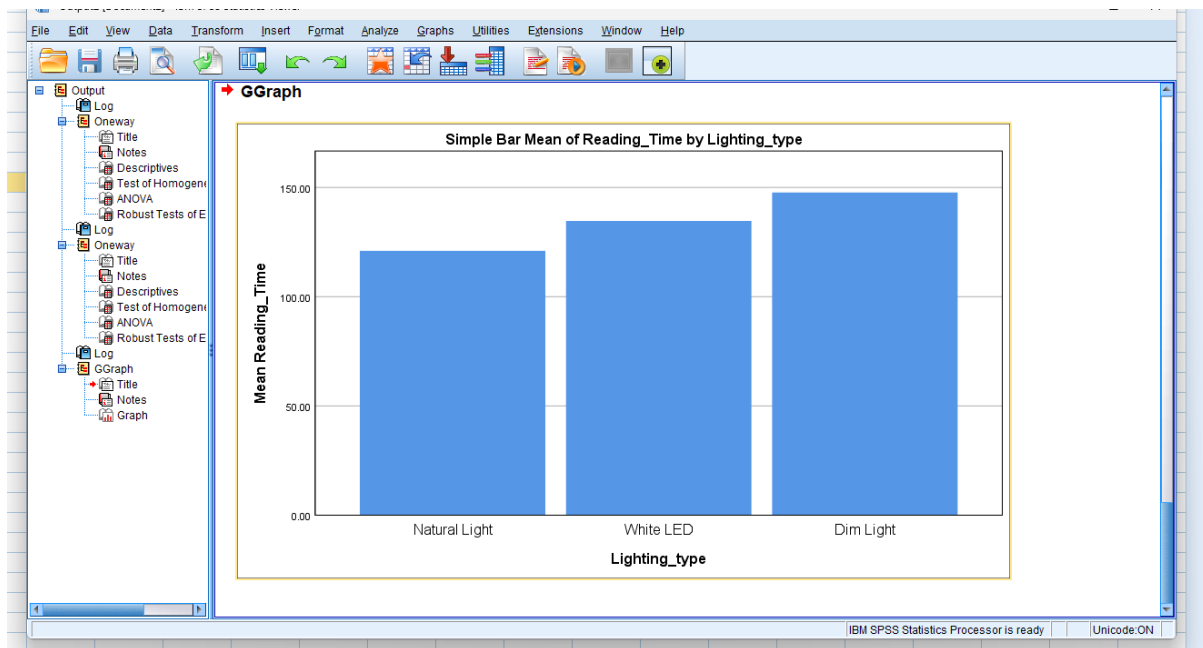 File Edit View Data Transform Insert Format Analyze Graphs Utilities Extensions Window Help
Output
Log
Oneway
Title
Notes
Descriptives
Test of Homogene
ANOVA
Robust Tests of E
Log
Oneway
Title
Notes
Descriptives
Test of Homogene
ANOVA
Robust Tests of E
Log
GGraph
Title
Notes
Graph
GGraph
Simple Bar Mean of Reading_Time by Lighting_type
Mean Reading_Time
150.00
100.00
50.00
0.00
Natural Light White LED Dim Light
Lighting_type
IBM SPSS Statistics Processor is ready Unicode:ON